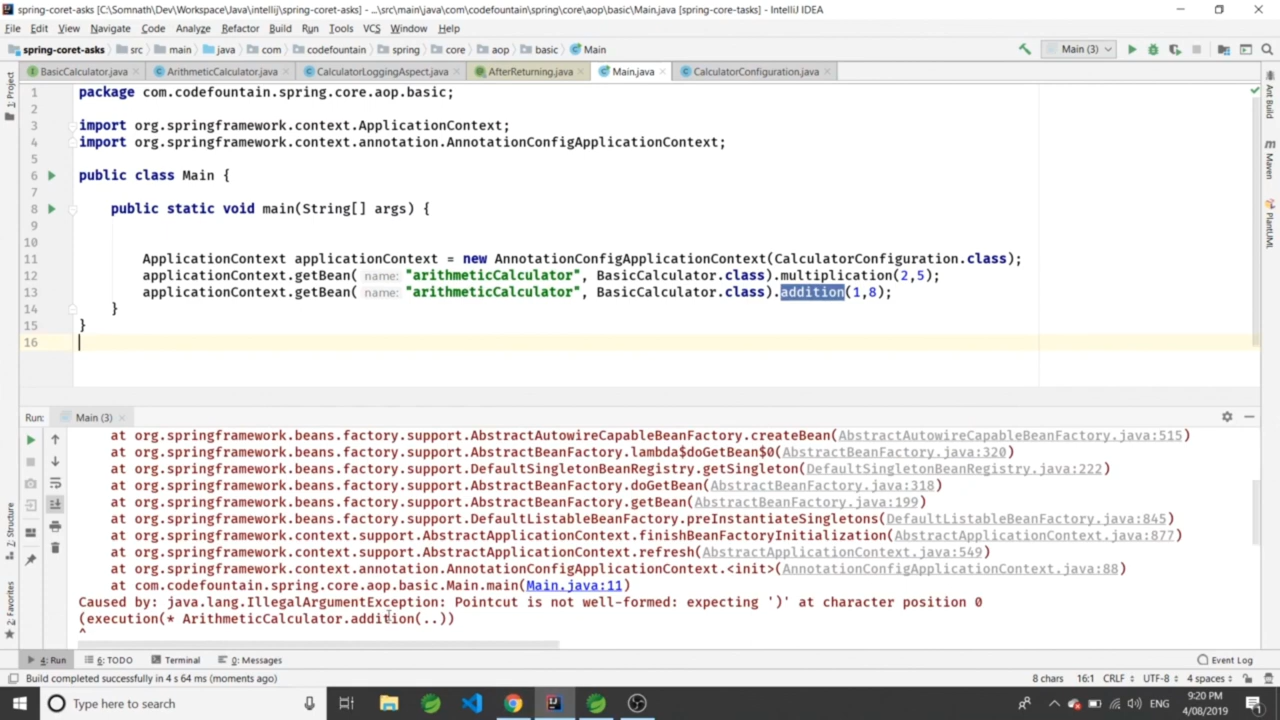 spring-coret-asks [C:\Somnath\Dev\Workspace\Java\intellij\spring-coret-asks] - ...\src\main\java\com\codefountain\spring\core\aop\basic\Main.java [spring-core-tasks] - IntelliJ IDEA
File Edit View Navigate Code Analyze Refactor Build Run Tools VCS Window Help
spring-coret-asks src main java com codefountain spring core aop basic Main Main (3)
BasicCalculator.java ArithmeticCalculator.java CalculatorLoggingAspect.java AfterReturning.java Main.java CalculatorConfiguration.java
1 package com.codefountain.spring.core.aop.basic;
2
3 import org.springframework.context.ApplicationContext;
4 import org.springframework.context.annotation.AnnotationConfigApplicationContext;
5
6 public class Main {
7
8 public static void main(String[] args) {
9
10
11 ApplicationContext applicationContext = new AnnotationConfigApplicationContext(CalculatorConfiguration.class);
12 applicationContext.getBean( name: "arithmeticCalculator", BasicCalculator.class).multiplication(2,5);
13 applicationContext.getBean( name: "arithmeticCalculator", BasicCalculator.class).addition(1,8);
14 }
15 }
16
1: Project
Z: Structure
2: Favorites
Ant Build
Maven
PlantUML
Run: Main (3)
at org.springframework.beans.factory.support.AbstractAutowireCapableBeanFactory.createBean(AbstractAutowireCapableBeanFactory.java:515)
at org.springframework.beans.factory.support.AbstractBeanFactory.lambda$doGetBean$0(AbstractBeanFactory.java:320)
at org.springframework.beans.factory.support.DefaultSingletonBeanRegistry.getSingleton(DefaultSingletonBeanRegistry.java:222)
at org.springframework.beans.factory.support.AbstractBeanFactory.doGetBean(AbstractBeanFactory.java:318)
at org.springframework.beans.factory.support.AbstractBeanFactory.getBean(AbstractBeanFactory.java:199)
at org.springframework.beans.factory.support.DefaultListableBeanFactory.preInstantiateSingletons(DefaultListableBeanFactory.java:845)
at org.springframework.context.support.AbstractApplicationContext.finishBeanFactoryInitialization(AbstractApplicationContext.java:877)
at org.springframework.context.support.AbstractApplicationContext.refresh(AbstractApplicationContext.java:549)
at org.springframework.context.annotation.AnnotationConfigApplicationContext.<init>(AnnotationConfigApplicationContext.java:88)
at com.codefountain.spring.core.aop.basic.Main.main(Main.java:11)
Caused by: java.lang.IllegalArgumentException: Pointcut is not well-formed: expecting ')' at character position 0
(execution(* ArithmeticCalculator.addition(..))
^
4: Run 6: TODO Terminal 0: Messages Event Log
Build completed successfully in 4 s 64 ms (moments ago) 8 chars 16:1 CRLF UTF-8 4 spaces
Type here to search ENG 9:20 PM
4/08/2019